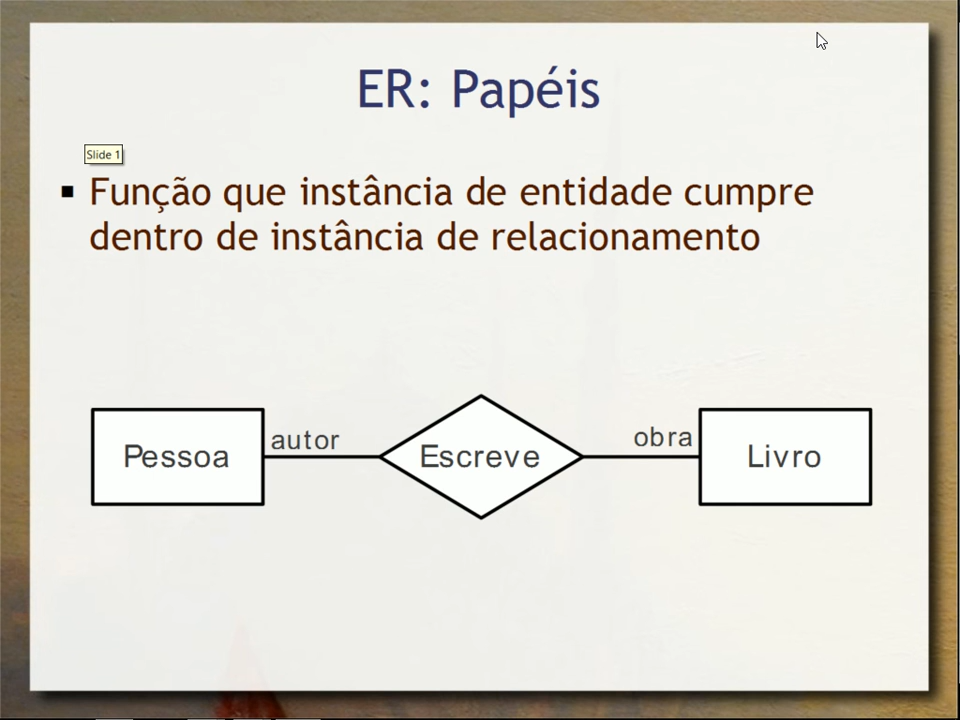 ER: Papéis
Slide 1
▪ Função que instância de entidade cumpre
dentro de instância de relacionamento
Pessoa
autor
Escreve
obra
Livro